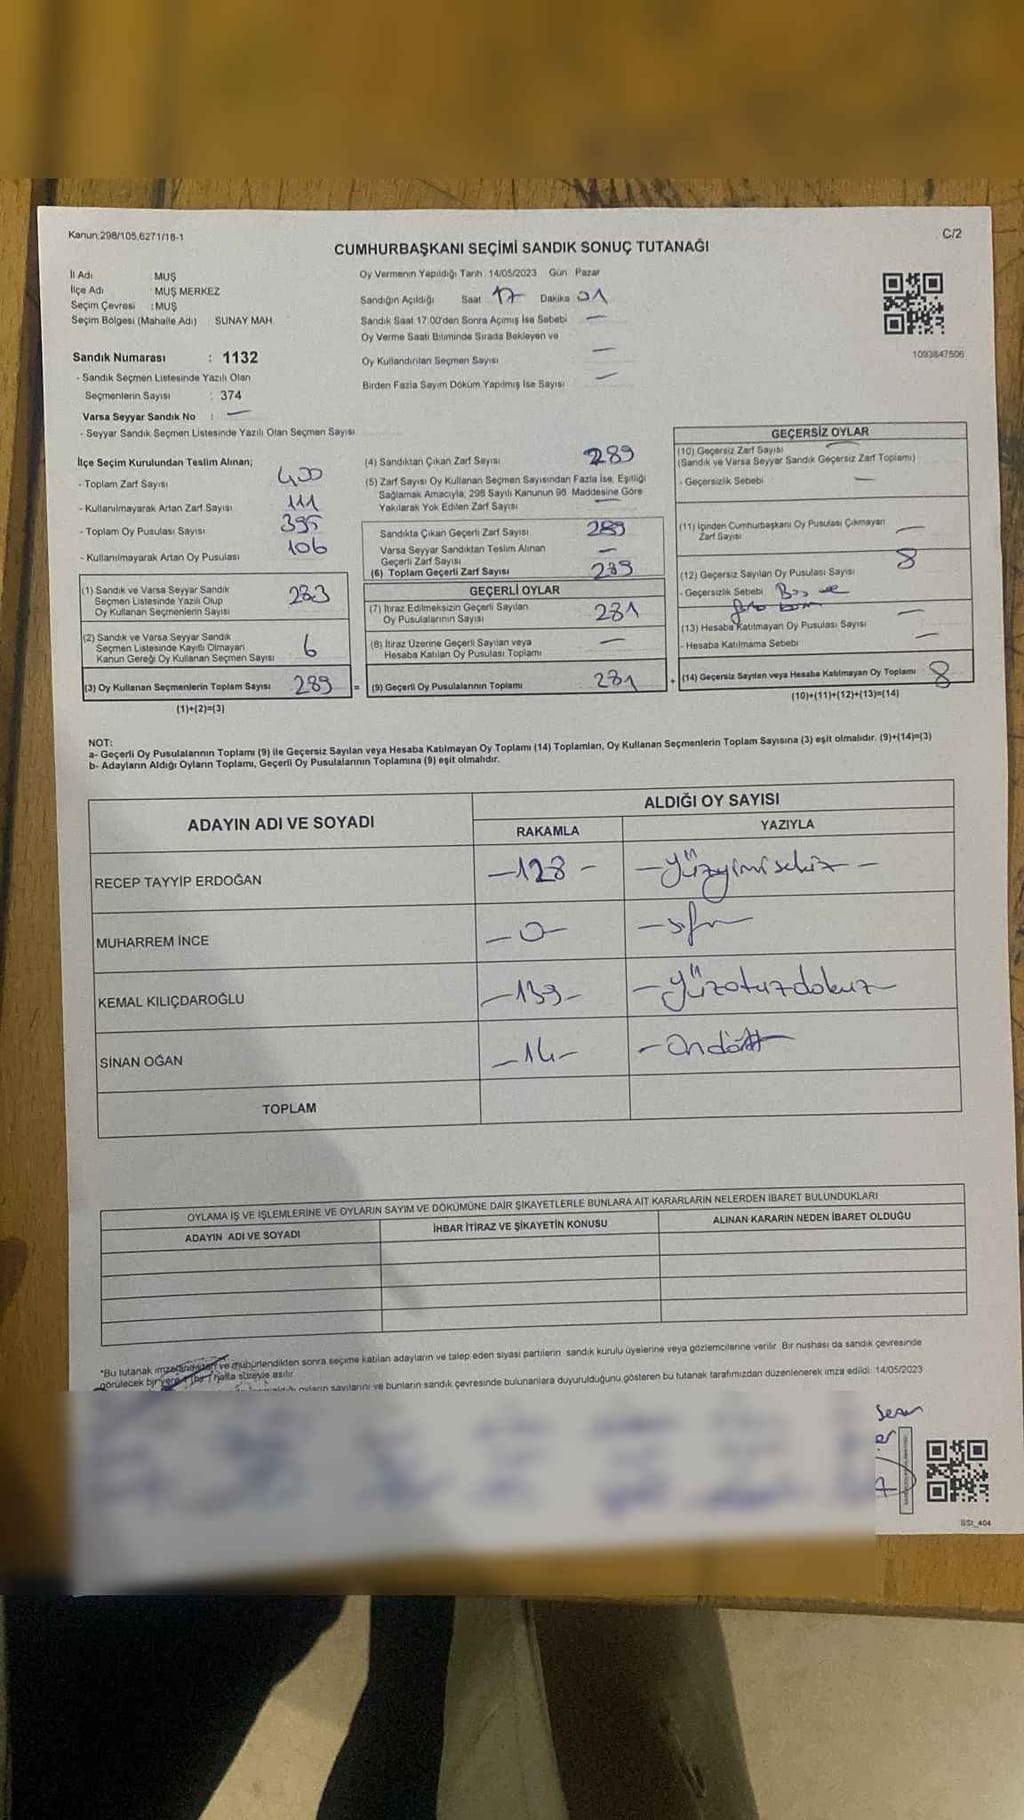 Kanun:298/105,6271/16-1
C/2
CUMHURBAŞKANI SEÇİMİ SANDIK SONUÇ TUTANAĞI
İl Adı MUŞ
İlçe Adı MUŞ MERKEZ
Seçim Çevresi :MUŞ
Seçim Bölgesi (Mahalle Adı) SUNAY MAH.
Oy Vermenin Yapıldığı Tarih: 14/05/2023 Gün: Pazar
Sandığın Açıldığı Saat 17 Dakika 01
Sandık Saat 17:00'den Sonra Açımış İse Sebebi —
Oy Verme Saati Bitiminde Sırada Bekleyen ve
Oy Kullandırılan Seçmen Sayısı —
Birden Fazla Sayım Döküm Yapılmış İse Sayısı —
1093847506
Sandık Numarası : 1132
- Sandık Seçmen Listesinde Yazılı Olan
Seçmenlerin Sayısı : 374
Varsa Seyyar Sandık No : —
- Seyyar Sandık Seçmen Listesinde Yazılı Olan Seçmen Sayısı
İlçe Seçim Kurulundan Teslim Alınan;
- Toplam Zarf Sayısı 400
- Kullanılmayarak Artan Zarf Sayısı 111
- Toplam Oy Pusulası Sayısı 395
- Kullanılmayarak Artan Oy Pusulası 106
(1) Sandık ve Varsa Seyyar Sandık
Seçmen Listesinde Yazılı Olup
Oy Kullanan Seçmenlerin Sayısı 283
(2) Sandık ve Varsa Seyyar Sandık
Seçmen Listesinde Kayıtlı Olmayan
Kanun Gereği Oy Kullanan Seçmen Sayısı 6
(3) Oy Kullanan Seçmenlerin Toplam Sayısı 289 =
(1)+(2)=(3)
(4) Sandıktan Çıkan Zarf Sayısı 289
(5) Zarf Sayısı Oy Kullanan Seçmen Sayısından Fazla İse, Eşitliği
Sağlamak Amacıyla, 298 Sayılı Kanunun 98. Maddesine Göre
Yakılarak Yok Edilen Zarf Sayısı —
Sandıkta Çıkan Geçerli Zarf Sayısı 289
Varsa Seyyar Sandıktan Teslim Alınan
Geçerli Zarf Sayısı —
(6) Toplam Geçerli Zarf Sayısı 289
GEÇERLİ OYLAR
(7) İtiraz Edilmeksizin Geçerli Sayılan
Oy Pusulalarının Sayısı 281
(8) İtiraz Üzerine Geçerli Sayılan veya
Hesaba Katılan Oy Pusulası Toplamı —
(9) Geçerli Oy Pusulalarının Toplamı 281 +
GEÇERSİZ OYLAR
(10) Geçersiz Zarf Sayısı —
(Sandık ve Varsa Seyyar Sandık Geçersiz Zarf Toplamı)
- Geçersizlik Sebebi —
(11) İçinden Cumhurbaşkanı Oy Pusulası Çıkmayan
Zarf Sayısı —
(12) Geçersiz Sayılan Oy Pusulası Sayısı 8
- Geçersizlik Sebebi Boş ve
(13) Hesaba Katılmayan Oy Pusulası Sayısı —
- Hesaba Katılmama Sebebi —
(14) Geçersiz Sayılan veya Hesaba Katılmayan Oy Toplamı 8
(10)+(11)+(12)+(13)=(14)
NOT:
a- Geçerli Oy Pusulalarının Toplamı (9) ile Geçersiz Sayılan veya Hesaba Katılmayan Oy Toplamı (14) Toplamları, Oy Kullanan Seçmenlerin Toplam Sayısına (3) eşit olmalıdır. (9)+(14)=(3)
b- Adayların Aldığı Oyların Toplamı, Geçerli Oy Pusulalarının Toplamına (9) eşit olmalıdır.
ADAYIN ADI VE SOYADI
ALDIĞI OY SAYISI
RAKAMLA YAZIYLA
RECEP TAYYİP ERDOĞAN —128— —yüzyirmi sekiz—
MUHARREM İNCE —0— —sıfır—
KEMAL KILIÇDAROĞLU —139— —yüzotuzdokuz—
SİNAN OĞAN —14— —ondört—
TOPLAM
OYLAMA İŞ VE İŞLEMLERİNE VE OYLARIN SAYIM VE DÖKÜMÜNE DAİR ŞİKAYETLERLE BUNLARA AİT KARARLARIN NELERDEN İBARET BULUNDUKLARI
ADAYIN ADI VE SOYADI İHBAR İTİRAZ VE ŞİKAYETİN KONUSU ALINAN KARARIN NEDEN İBARET OLDUĞU
*Bu tutanak imzalandıktan ve mühürlendikten sonra seçime katılan adayların ve talep eden siyasi partilerin sandık kurulu üyelerine veya gözlemcilerine verilir. Bir nushası da sandık çevresinde
görülecek bir yere 1 (bir) hafta süreyle asılır.
oyların sayılarını ve bunların sandık çevresinde bulunanlara duyurulduğunu gösteren bu tutanak tarafımızdan düzenlenerek imza edildi. 14/05/2023
SSI_404